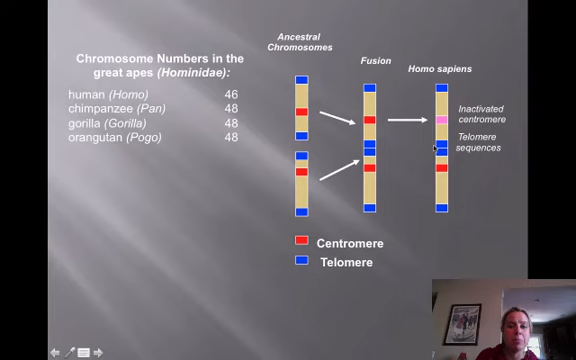 Chromosome Numbers in the
great apes (Hominidae):
human (Homo) 46
chimpanzee (Pan) 48
gorilla (Gorilla) 48
orangutan (Pogo) 48
Ancestral
Chromosomes
Fusion
Homo sapiens
Inactivated
centromere
Telomere
sequences
Centromere
Telomere